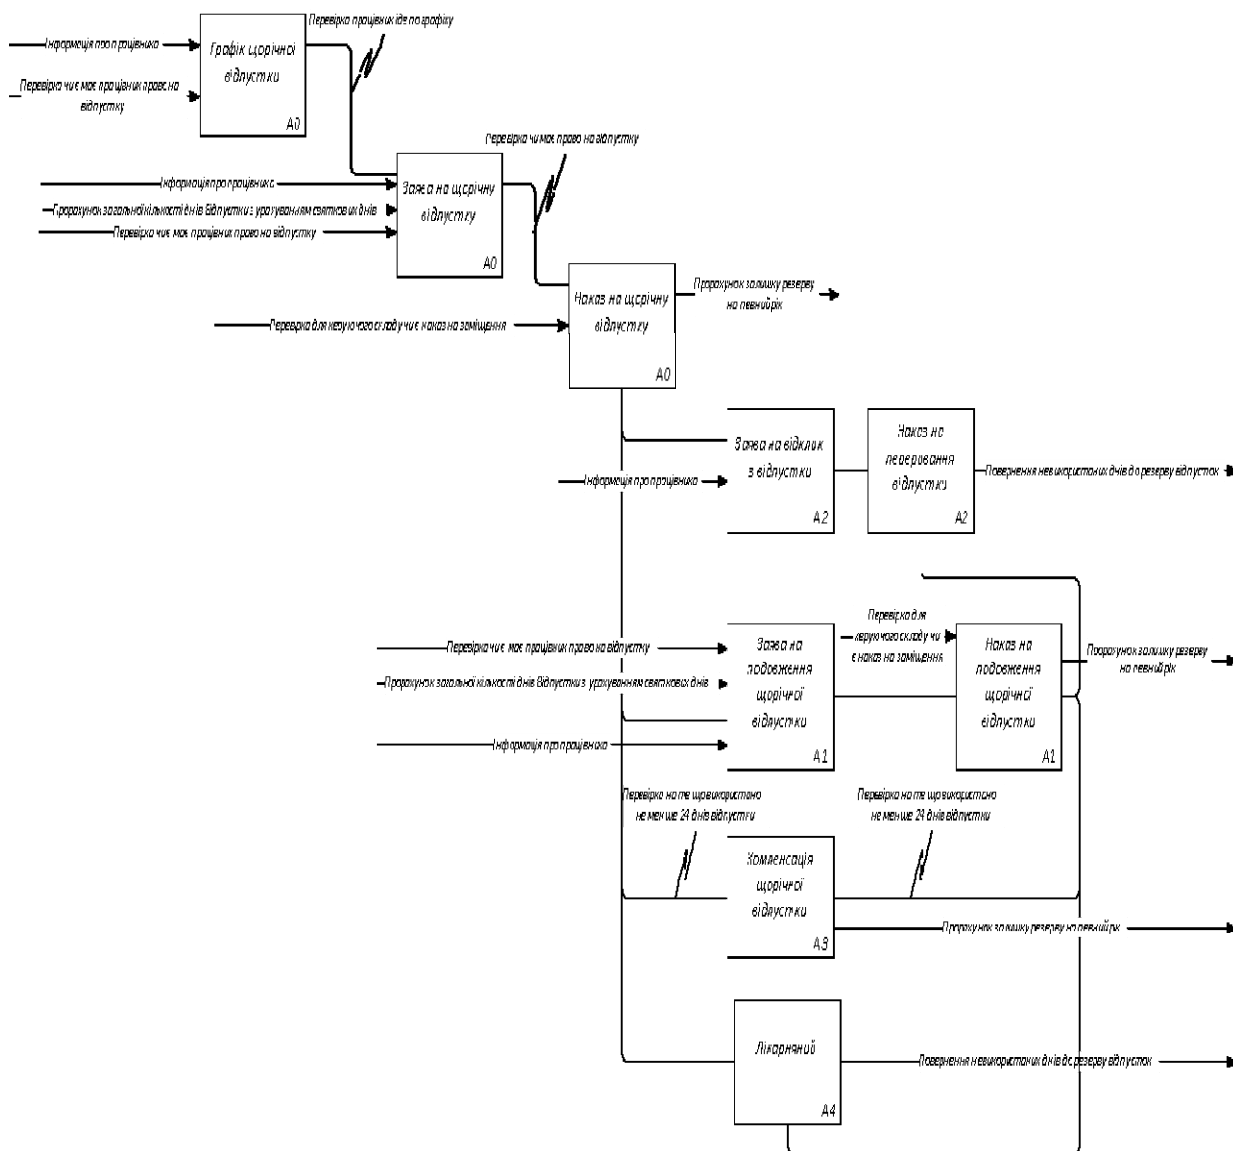 Перевірка працівник іде по графіку
Інформація про працівника
Графік щорічної
відпустки
Перевірка чи є має працівник право на
відпустку
A0
Перевірка чи має право на відпустку
Інформація про працівника
Заява на щорічну
відпустку
Прорахунок загальної кількості днів відпустки з урахуванням святкових днів
Перевірка чи є має працівник право на відпустку
A0
Наказ на щорічну
відпустку
Прорахунок залишку резерву
на певний рік
Перевірка для керуючого складу чи є наказ на заміщення
A0
Заява на відклик
з відпустки
Наказ на
переривання
відпустки
Інформація про працівника
Повернення невикористаних днів до резерву відпусток
A2
A2
Перевірка для
керуючого складу чи
є наказ на заміщення
Перевірка чи є має працівник право на відпустку
Заява на
подовження
щорічної
відпустки
Наказ на
подовження
щорічної
відпустки
Прорахунок залишку резерву
на певний рік
Прорахунок загальної кількості днів відпустки з урахуванням святкових днів
Інформація про працівника
A1
A1
Перевірка на те що використано
не менше 24 днів відпустки
Перевірка на те що використано
не менше 24 днів відпустки
Компенсація
щорічної
відпустки
A3
Прорахунок залишку резерву на певний рік
Лікарняний
Повернення невикористаних днів до резерву відпусток
A4